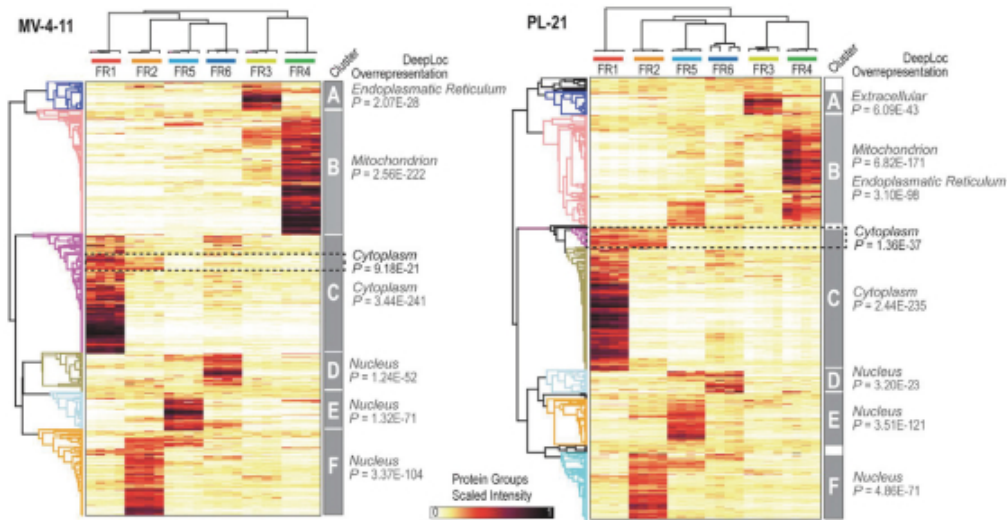 MV-4-11
FR1 FR2 FR5 FR6 FR3 FR4
Cluster
DeepLoc
Overrepresentation
A
Endoplasmatic Reticulum
P = 2.07E-28
B
Mitochondrion
P = 2.56E-222
Cytoplasm
P = 9.18E-21
C
Cytoplasm
P = 3.44E-241
D
Nucleus
P = 1.24E-52
E
Nucleus
P = 1.32E-71
F
Nucleus
P = 3.37E-104
Protein Groups
Scaled Intensity
0 1
PL-21
FR1 FR2 FR5 FR6 FR3 FR4
Cluster
DeepLoc
Overrepresentation
A
Extracellular
P = 6.09E-43
B
Mitochondrion
P = 6.82E-171
Endoplasmatic Reticulum
P = 3.10E-98
Cytoplasm
P = 1.36E-37
C
Cytoplasm
P = 2.44E-235
D
Nucleus
P = 3.20E-23
E
Nucleus
P = 3.51E-121
F
Nucleus
P = 4.86E-71